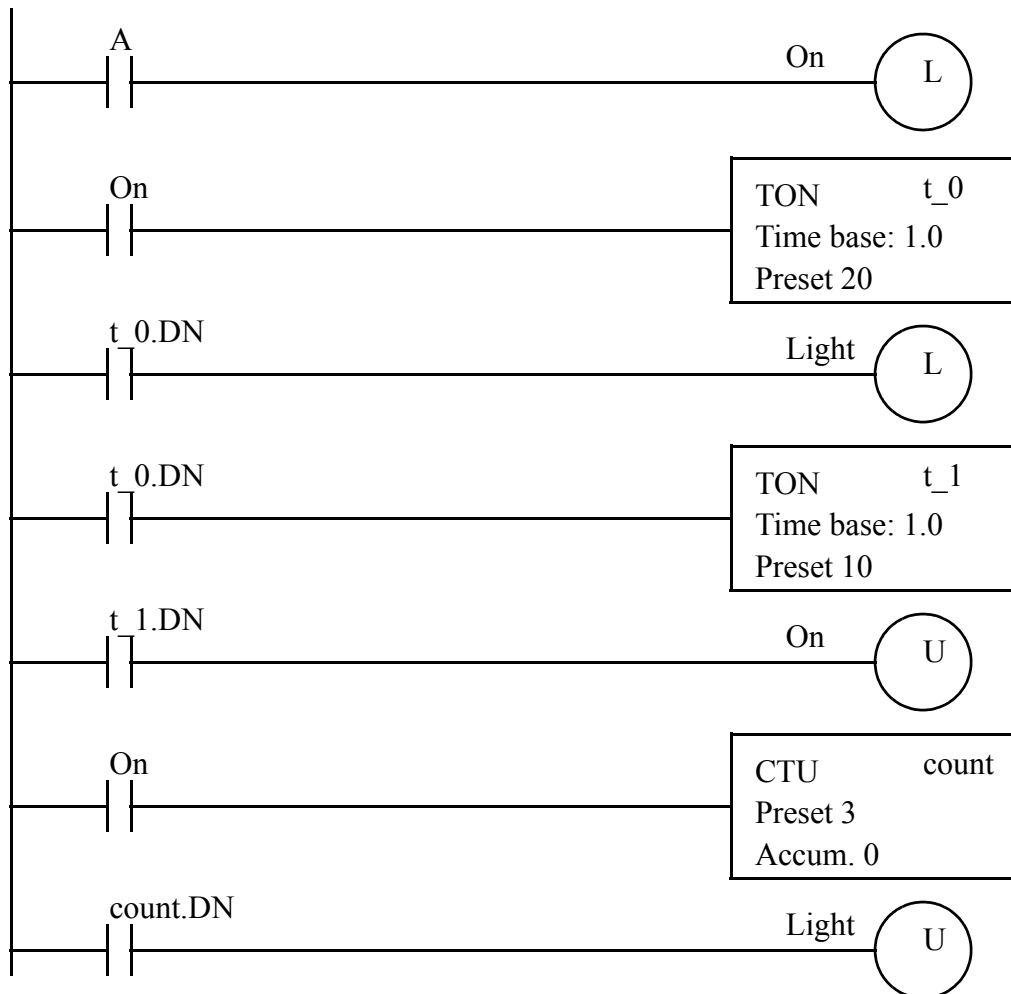 A
On L
On
TON t_0
Time base: 1.0
Preset 20
t_0.DN
Light L
t_0.DN
TON t_1
Time base: 1.0
Preset 10
t_1.DN
On U
On
CTU count
Preset 3
Accum. 0
count.DN
Light U